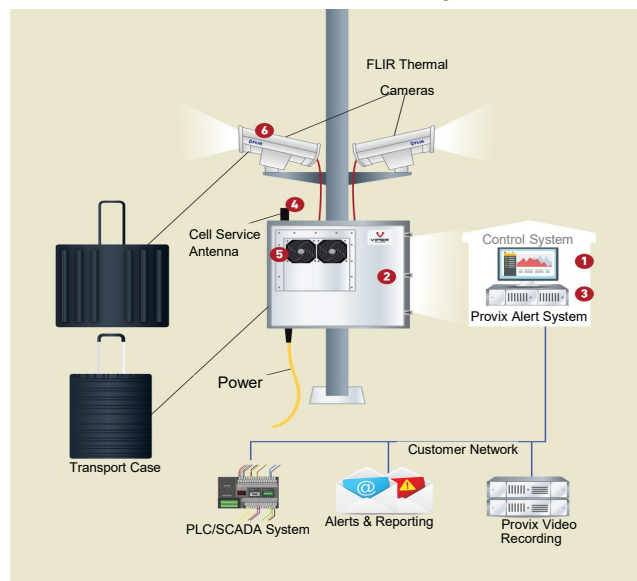 FLIR Thermal
Cameras
6
FLIR
FLIR
4
Cell Service
Antenna
5
VIPER
2
Control System
1
3
Provix Alert System
Power
Transport Case
Customer Network
@
PLC/SCADA System
Alerts & Reporting
Provix Video
Recording